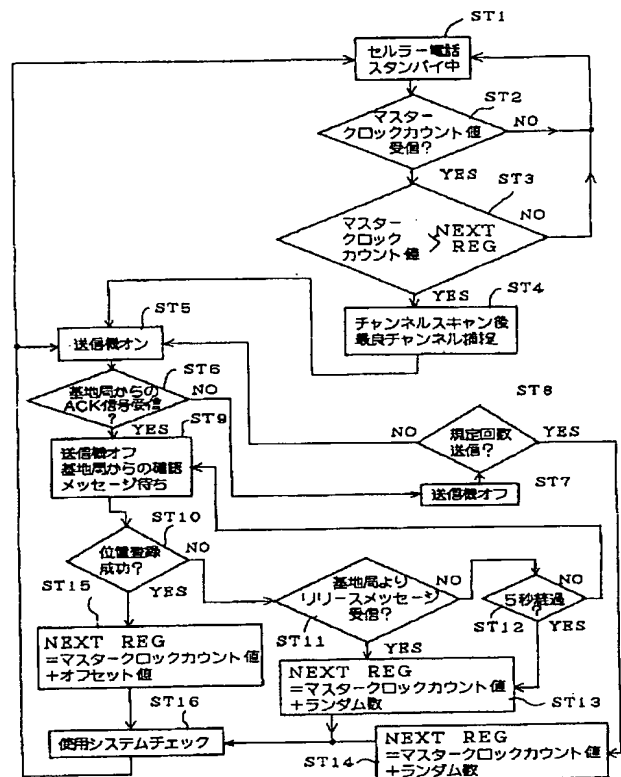 ST1
セルラー電話
スタンバイ中
ST2
マスター
クロックカウント値
受信?
NO
YES
ST3
マスター
クロック
カウント値
>
NEXT
REG
NO
YES
ST4
チャンネルスキャン後
最良チャンネル捕捉
ST5
送信機オン
ST6
基地局からの
ACK信号受信
?
NO
YES
ST8
規定回数
送信?
NO
YES
ST7
送信機オフ
ST9
送信機オフ
基地局からの確認
メッセージ待ち
ST10
位置登録
成功?
NO
YES
ST11
基地局より
リリースメッセージ
受信?
NO
YES
ST12
5秒経過
?
NO
YES
ST15
NEXT REG
=マスタークロックカウント値
+オフセット値
ST13
NEXT REG
=マスタークロックカウント値
+ランダム数
ST16
使用システムチェック
ST14
NEXT REG
=マスタークロックカウント値
+ランダム数